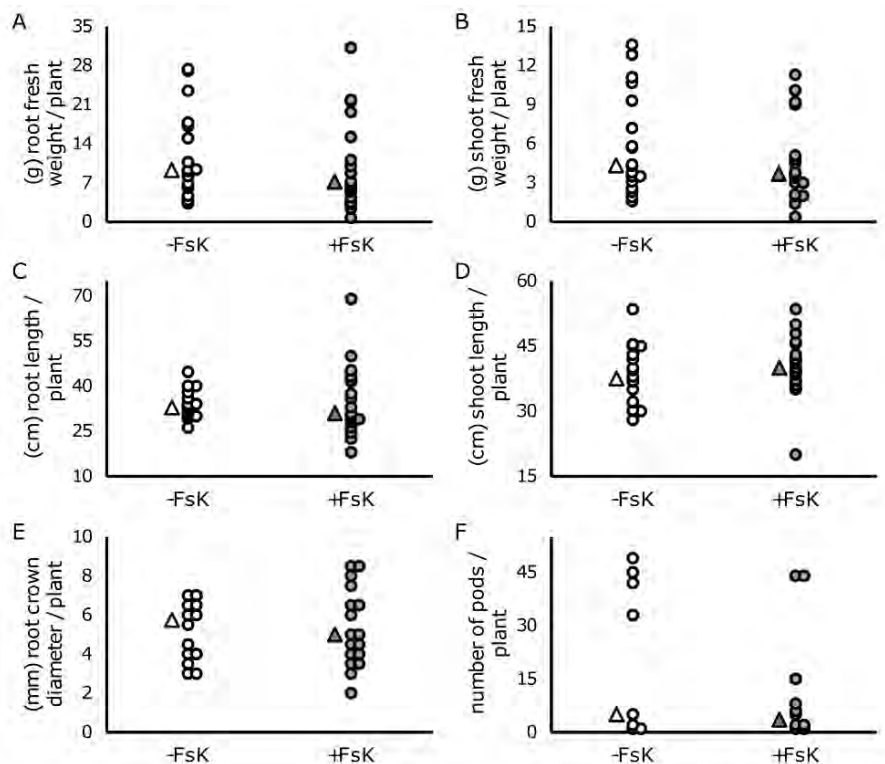 A
(g) root fresh
weight / plant
35
28
21
14
7
0
-FsK
+FsK
B
(g) shoot fresh
weight / plant
15
12
9
6
3
0
-FsK
+FsK
C
(cm) root length /
plant
70
55
40
25
10
-FsK
+FsK
D
(cm) shoot length /
plant
60
45
30
15
-FsK
+FsK
E
(mm) root crown
diameter / plant
10
8
6
4
2
0
-FsK
+FsK
F
number of pods /
plant
45
30
15
0
-FsK
+FsK